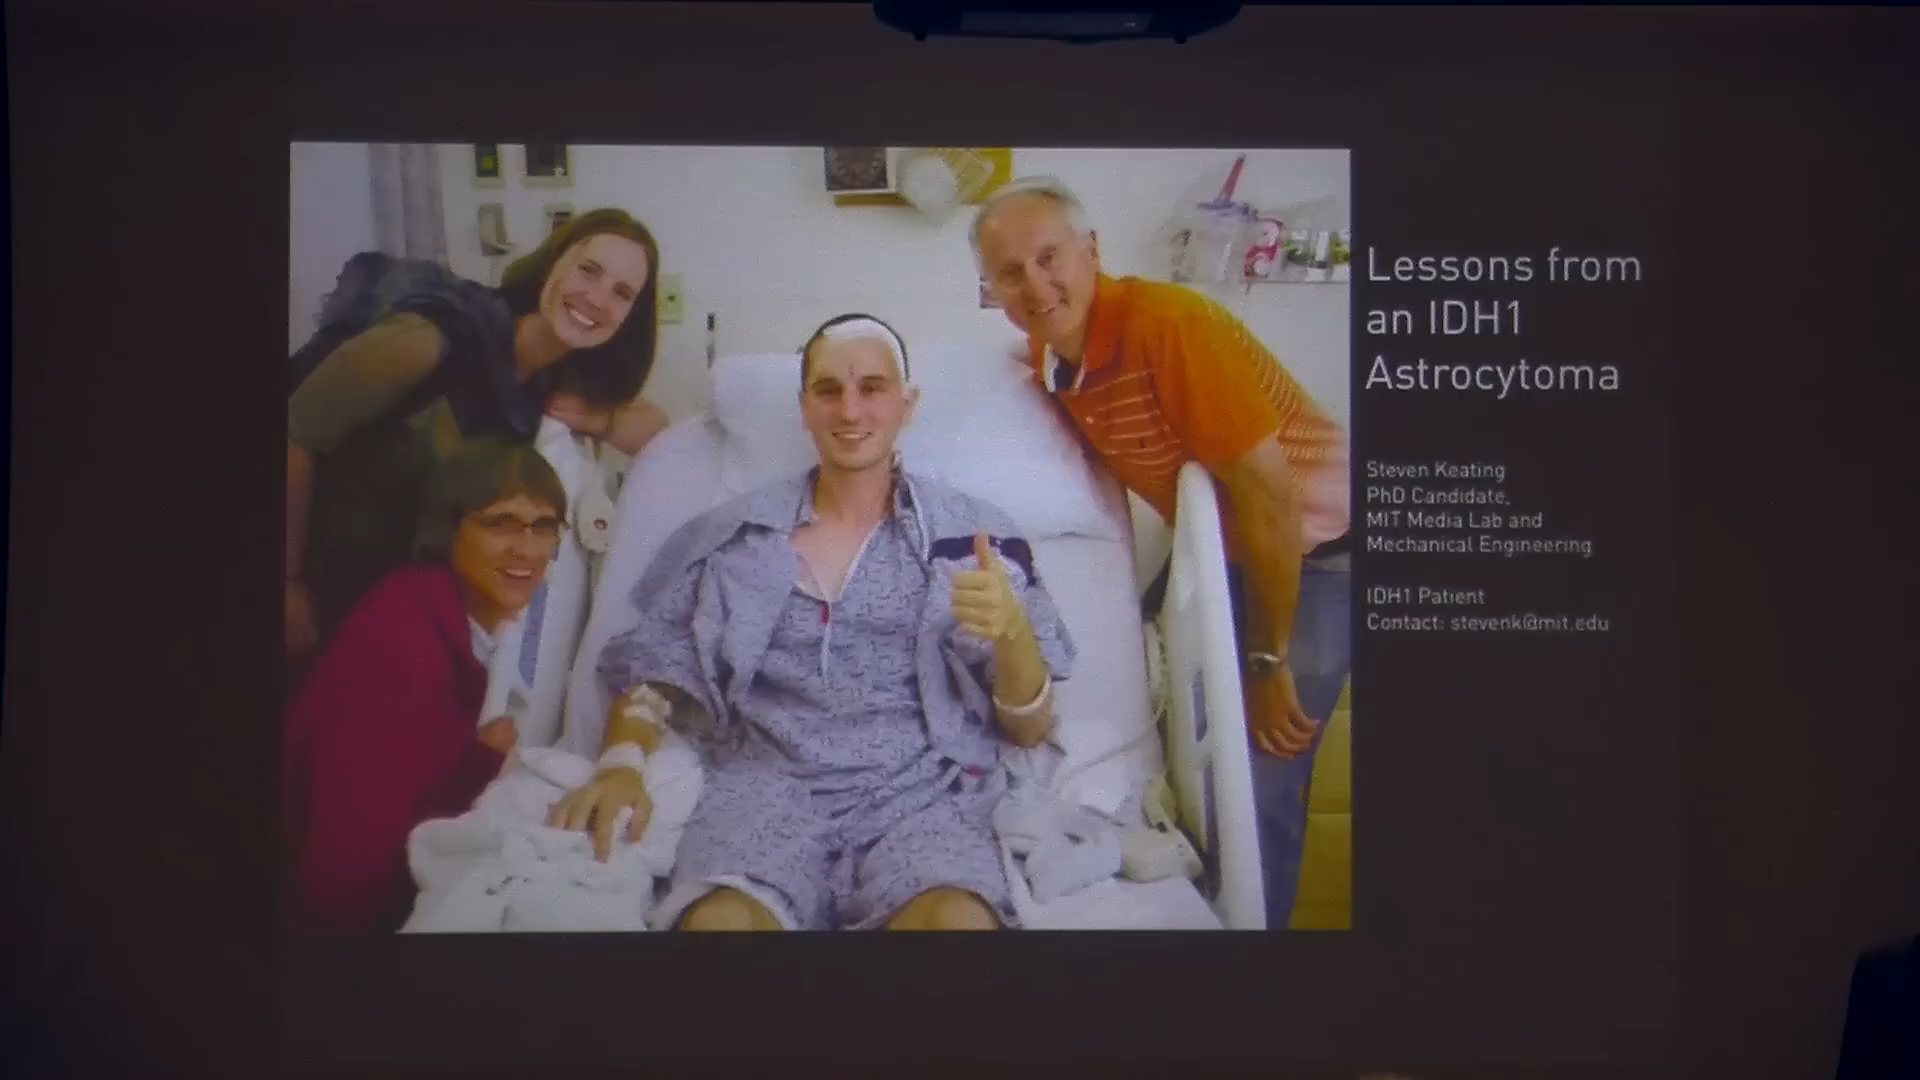 Lessons from
an IDH1
Astrocytoma
Steven Keating
PhD Candidate,
MIT Media Lab and
Mechanical Engineering
IDH1 Patient
Contact: stevenk@mit.edu